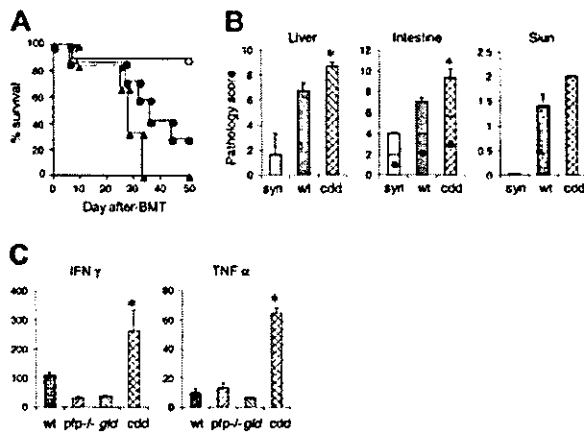 A
% survival
100
80
60
40
20
0
0 10 20 30 40 50
Day after-BMT
B
Pathology score
Liver
10
8
6
4
2
0
syn wt cdd
*
Intestine
12
10
8
6
4
2
0
syn wt cdd
*
Skin
2.5
2
1.5
1
0.5
0
syn wt cdd
C
IFN γ
400
300
200
100
0
wt pfp-/- gld cdd
*
TNF α
80
60
40
20
0
wt pfp-/- gld cdd
*